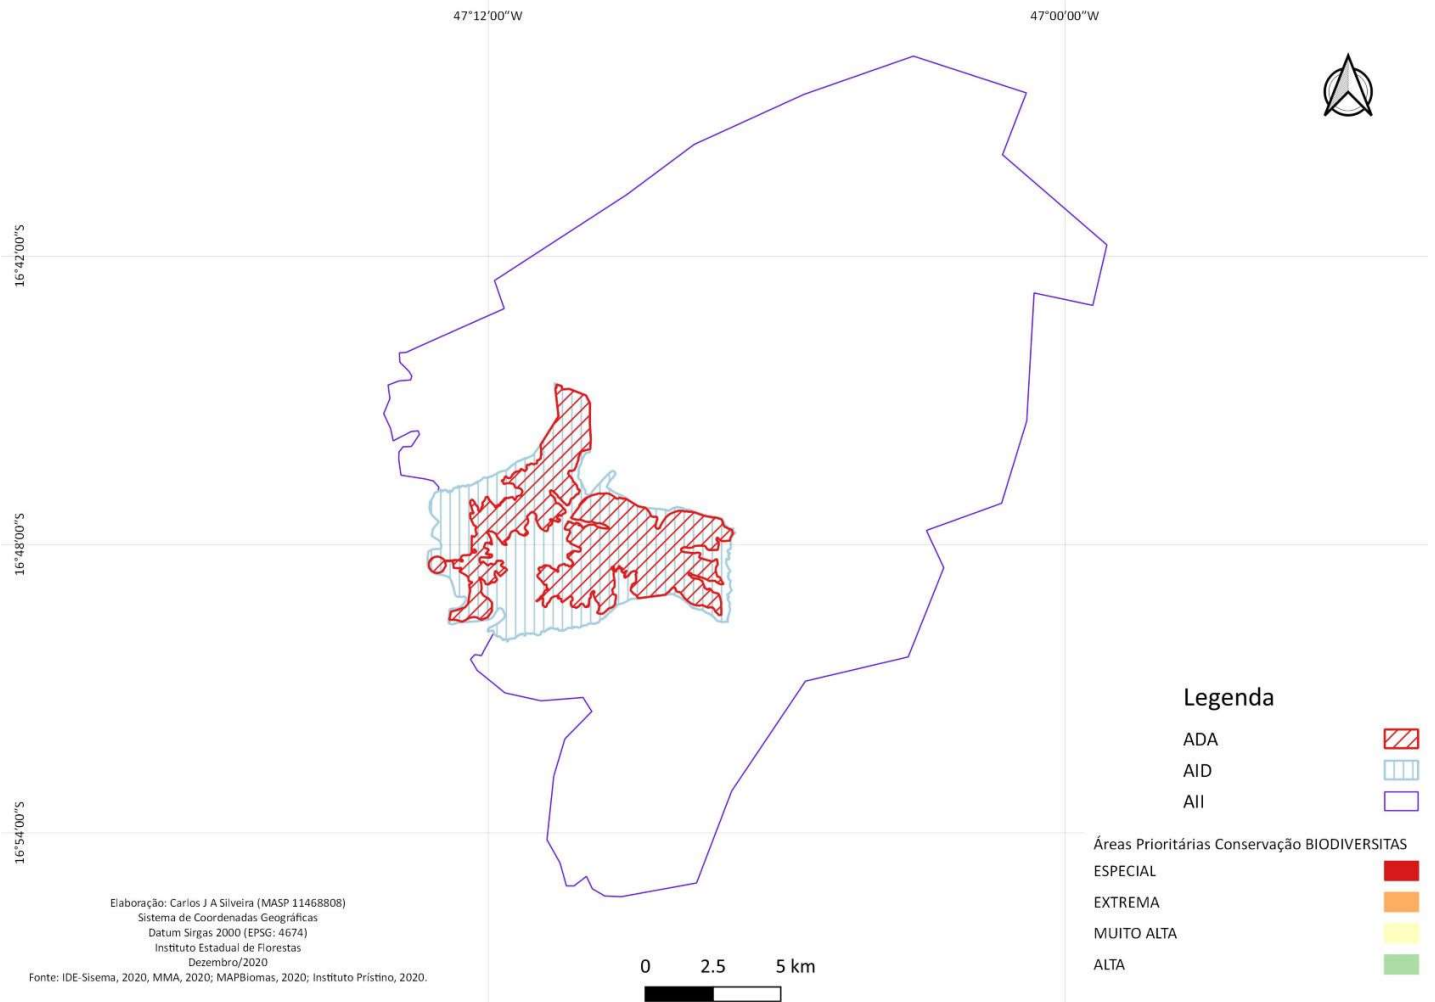 47°12'00"W
47°00'00"W
16°42'00"S
16°48'00"S
16°54'00"S
Legenda
ADA
AID
AII
Áreas Prioritárias Conservação BIODIVERSITAS
ESPECIAL
EXTREMA
MUITO ALTA
ALTA
Elaboração: Carlos J A Silveira (MASP 11468808)
Sistema de Coordenadas Geográficas
Datum Sirgas 2000 (EPSG: 4674)
Instituto Estadual de Florestas
Dezembro/2020
Fonte: IDE-Sisema, 2020, MMA, 2020; MAPBiomas, 2020; Instituto Prístino, 2020.
0 2.5 5 km